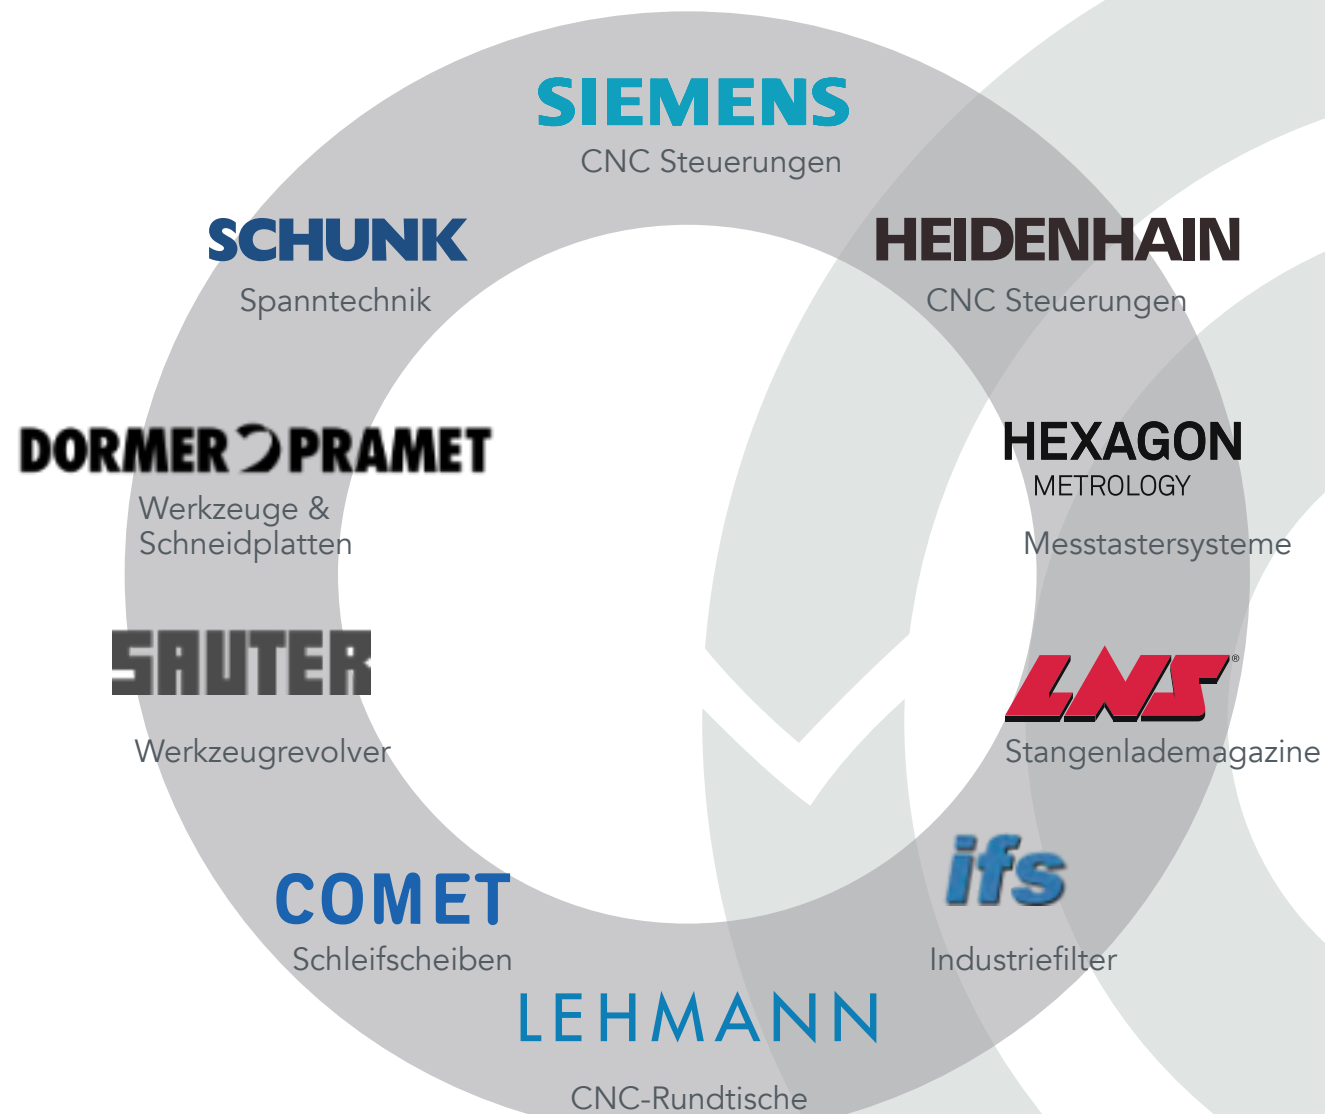 SIEMENS
CNC Steuerungen
SCHUNK
Spanntechnik
HEIDENHAIN
CNC Steuerungen
DORMER PRAMET
Werkzeuge &
Schneidplatten
HEXAGON
METROLOGY
Messtastersysteme
SAUTER
Werkzeugrevolver
LNS®
Stangenlademagazine
COMET
Schleifscheiben
ifs
Industriefilter
LEHMANN
CNC-Rundtische